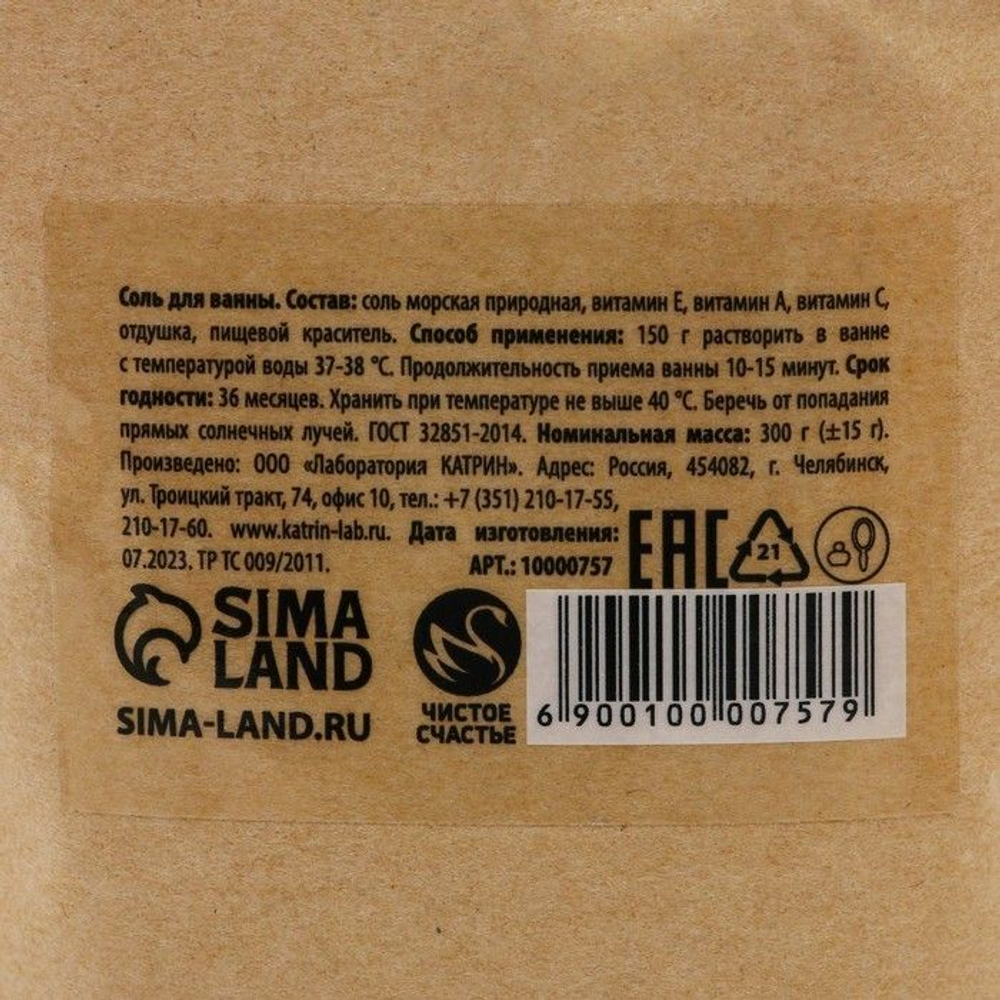 Соль для ванны. Состав: соль морская природная, витамин Е, витамин А, витамин С,
отдушка, пищевой краситель. Способ применения: 150 г растворить в ванне
с температурой воды 37-38 °С. Продолжительность приема ванны 10-15 минут. Срок
годности: 36 месяцев. Хранить при температуре не выше 40 °С. Беречь от попадания
прямых солнечных лучей. ГОСТ 32851-2014. Номинальная масса: 300 г (±15 г).
Произведено: ООО «Лаборатория КАТРИН». Адрес: Россия, 454082, г. Челябинск,
ул. Троицкий тракт, 74, офис 10, тел.: +7 (351) 210-17-55,
210-17-60. www.katrin-lab.ru. Дата изготовления:
07.2023. ТР ТС 009/2011. АРТ.: 10000757
EAC 21
SIMA
LAND
SIMA-LAND.RU
ЧИСТОЕ
СЧАСТЬЕ
6 900100 007579